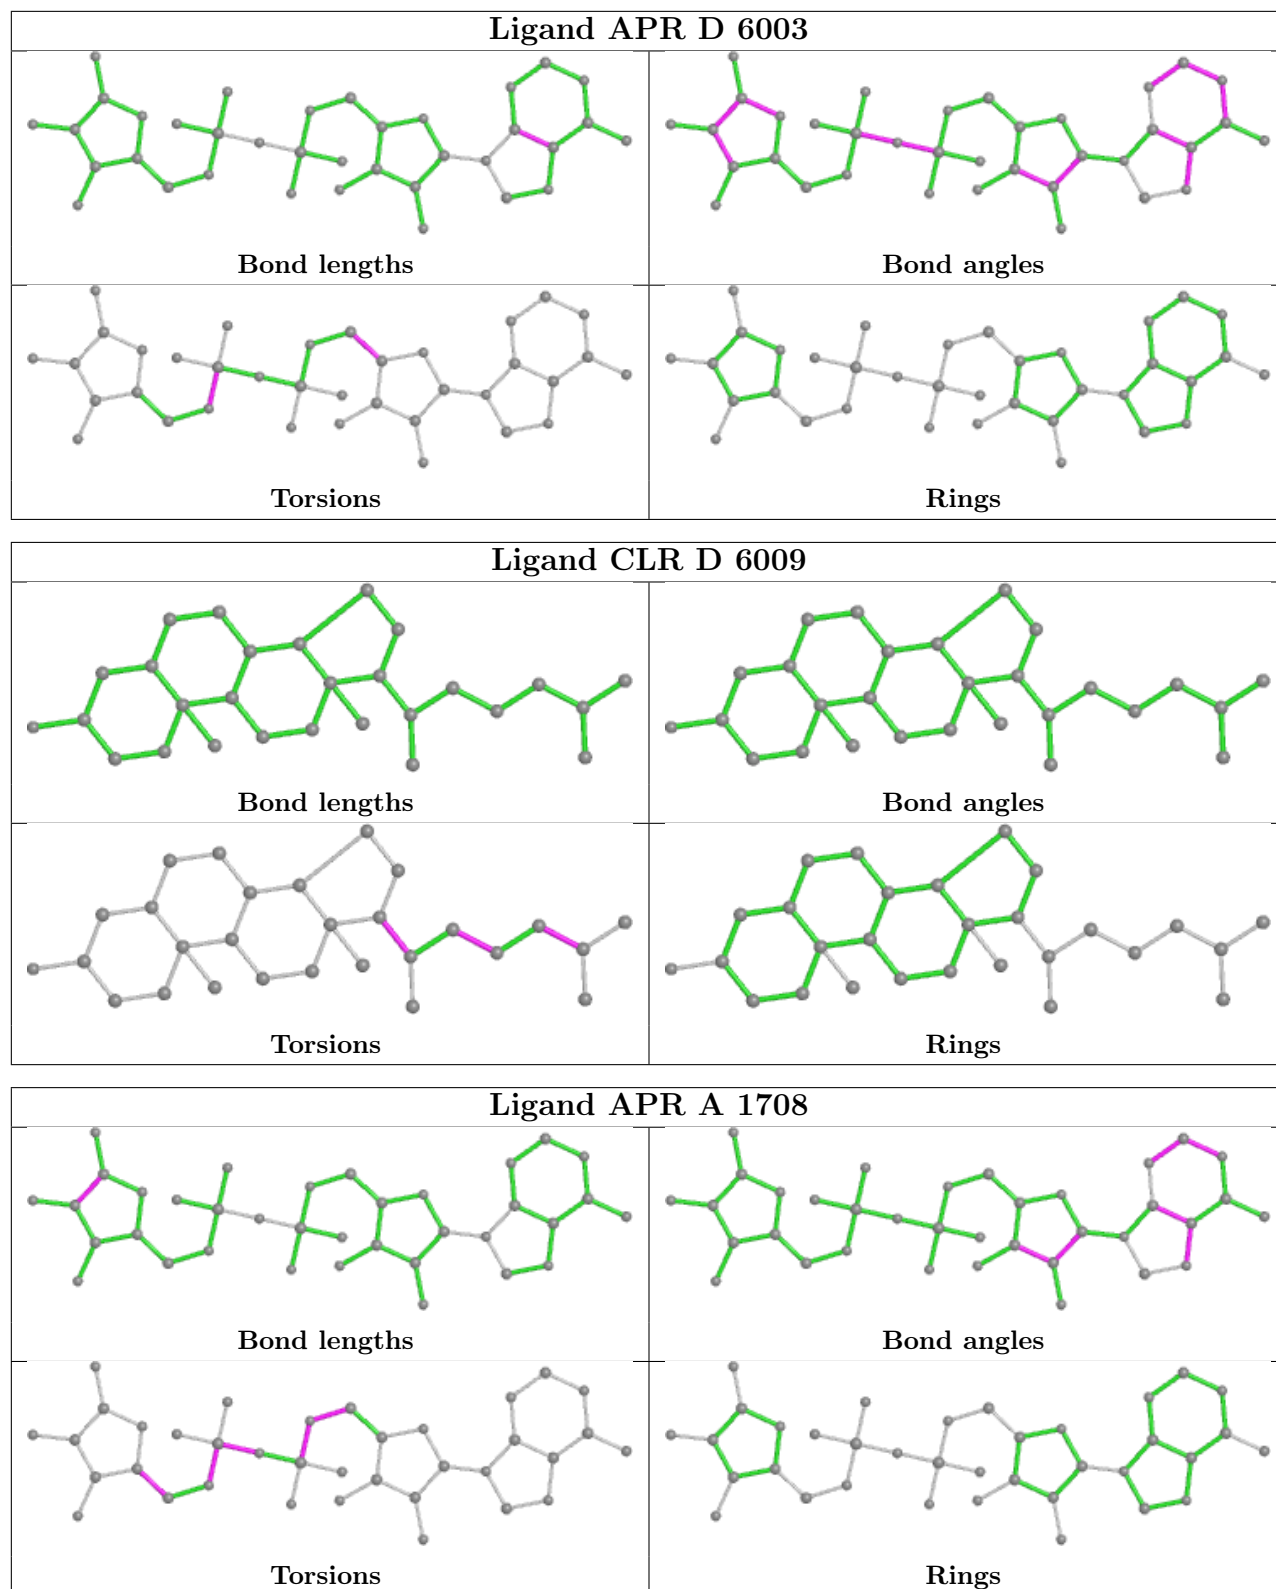 Ligand APR D 6003
Bond lengths
Bond angles
Torsions
Rings
Ligand CLR D 6009
Bond lengths
Bond angles
Torsions
Rings
Ligand APR A 1708
Bond lengths
Bond angles
Torsions
Rings